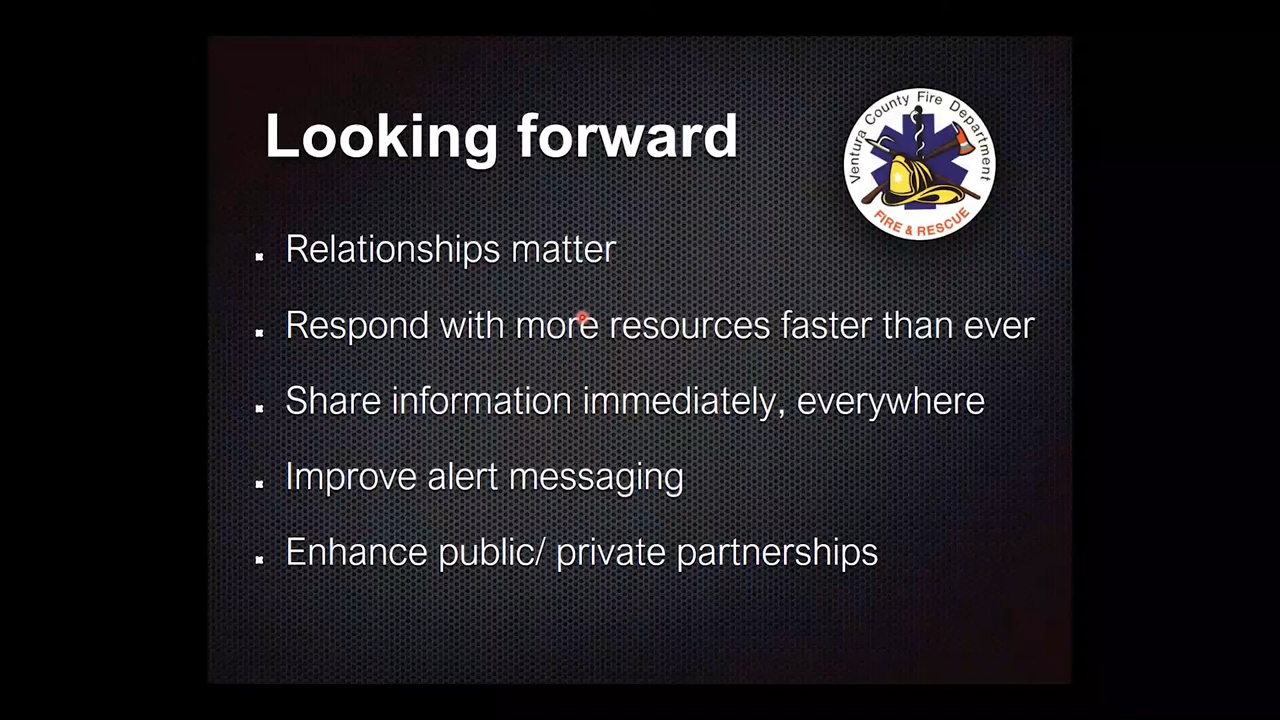 Looking forward
Ventura County Fire Department
FIRE & RESCUE
Relationships matter
Respond with more resources faster than ever
Share information immediately, everywhere
Improve alert messaging
Enhance public/ private partnerships